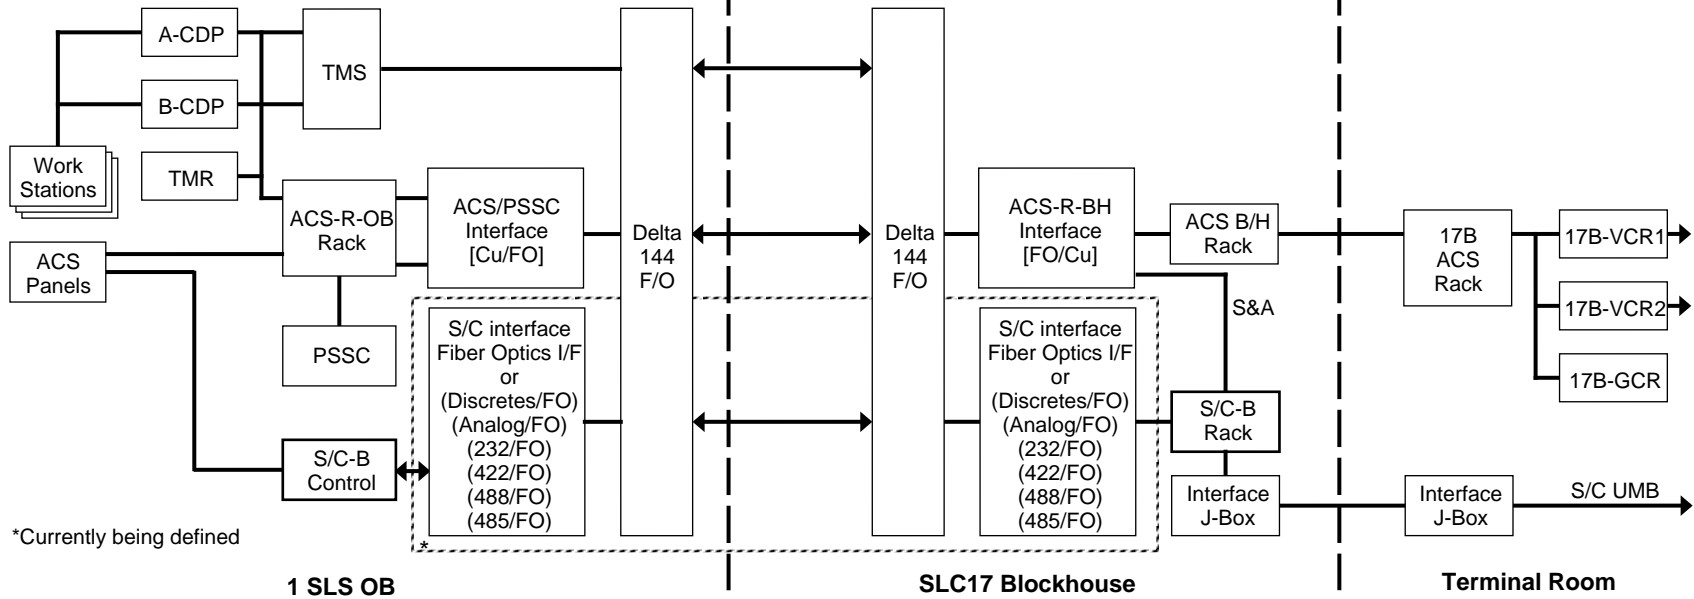 A-CDP
TMS
B-CDP
Work
Stations
TMR
ACS-R-OB
Rack
ACS/PSSC
Interface
[Cu/FO]
Delta
144
F/O
Delta
144
F/O
ACS-R-BH
Interface
[FO/Cu]
ACS B/H
Rack
17B
ACS
Rack
17B-VCR1
17B-VCR2
17B-GCR
ACS
Panels
PSSC
S&A
S/C interface
Fiber Optics I/F
or
(Discretes/FO)
(Analog/FO)
(232/FO)
(422/FO)
(488/FO)
(485/FO)
S/C interface
Fiber Optics I/F
or
(Discretes/FO)
(Analog/FO)
(232/FO)
(422/FO)
(488/FO)
(485/FO)
S/C-B
Rack
S/C-B
Control
Interface
J-Box
Interface
J-Box
S/C UMB
*Currently being defined
*
1 SLS OB
SLC17 Blockhouse
Terminal Room